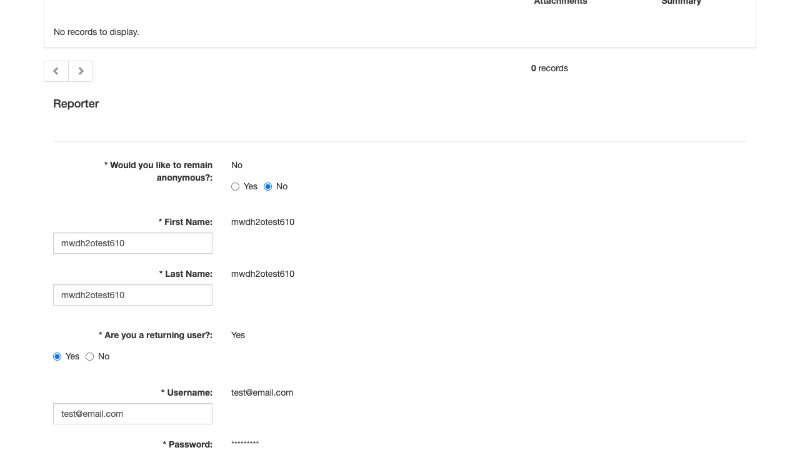 Attachments Summary
No records to display.
0 records
Reporter
* Would you like to remain anonymous?: No
Yes No
* First Name: mwdh2otest610
mwdh2otest610
* Last Name: mwdh2otest610
mwdh2otest610
* Are you a returning user?: Yes
Yes No
* Username: test@email.com
test@email.com
* Password: *********